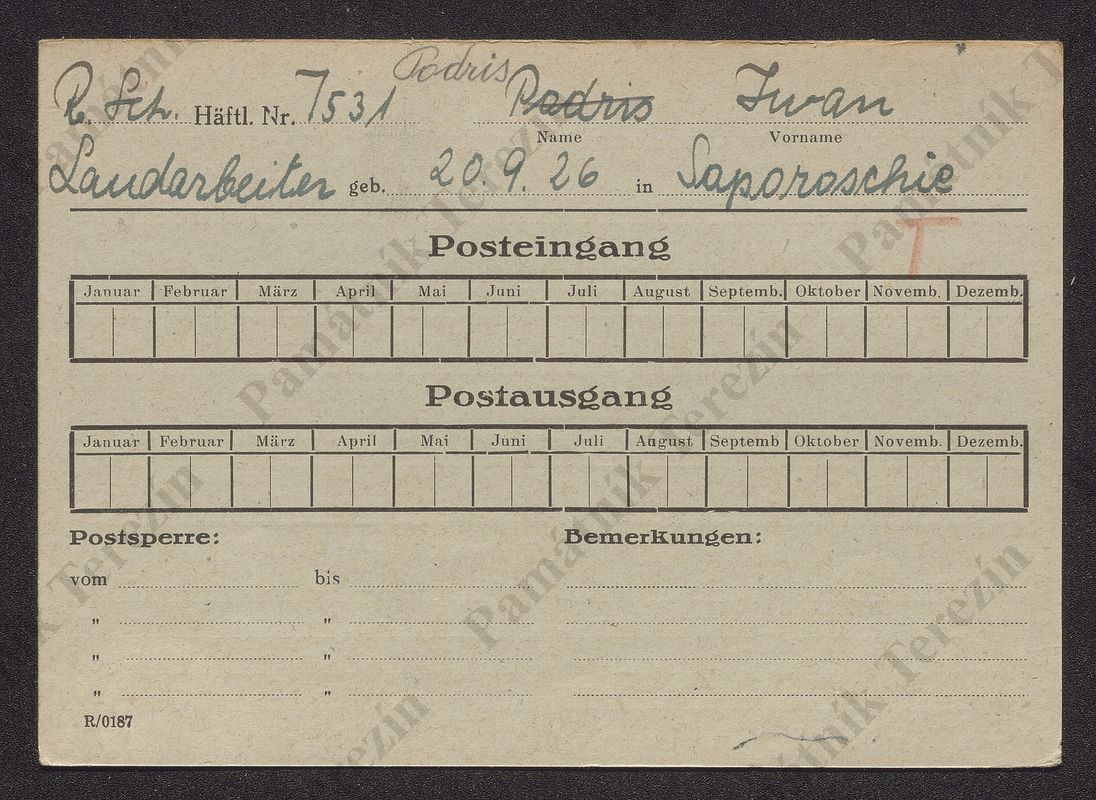 Podris
R. Sch. Häftl. Nr. 7531 Podris Iwan
Name Vorname
Landarbeiter geb. 20.9.26 in Saporoschie
T
Posteingang
Januar Februar März April Mai Juni Juli August Septemb. Oktober Novemb. Dezemb.
Postausgang
Januar Februar März April Mai Juni Juli August Septemb Oktober Novemb. Dezemb.
Postsperre: Bemerkungen:
vom bis
" "
" "
" "
R/0187
Památník Terezín